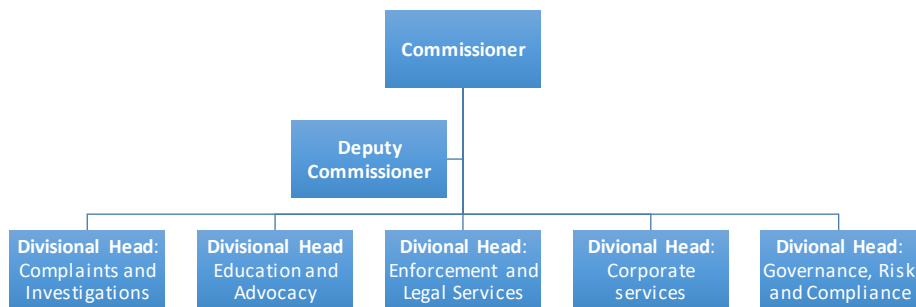 Commissioner
Deputy
Commissioner
Divisional Head:
Complaints and
Investigations
Divisional Head
Education and
Advocacy
Divional Head:
Enforcement and
Legal Services
Divional Head:
Corporate
services
Divional Head:
Governance, Risk
and Compliance